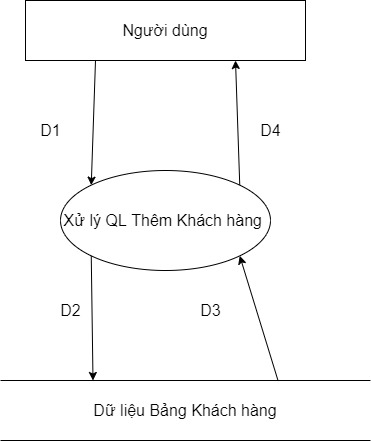 Người dùng
D1
D4
Xử lý QL Thêm Khách hàng
D2
D3
Dữ liệu Bảng Khách hàng